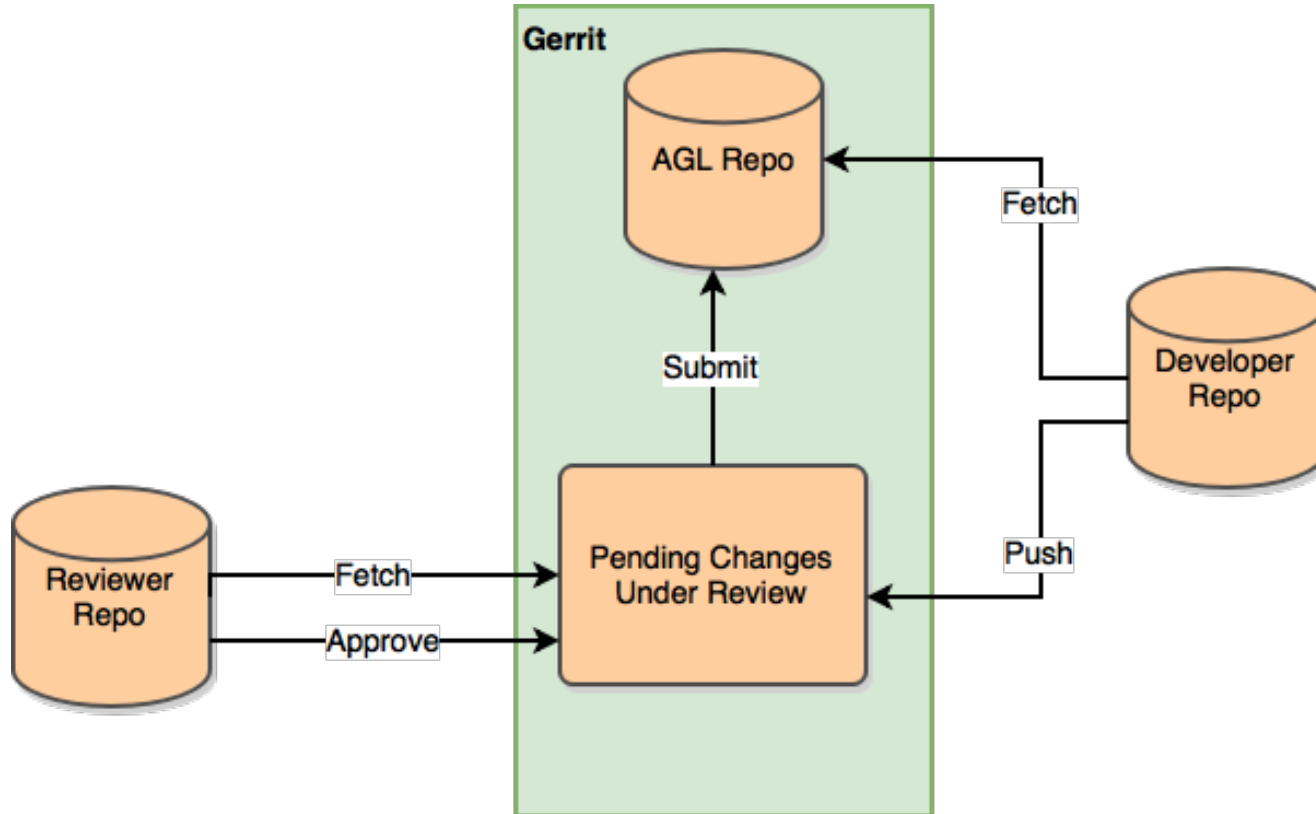 Gerrit
AGL Repo
Fetch
Submit
Developer
Repo
Push
Pending Changes
Under Review
Reviewer
Repo
Fetch
Approve